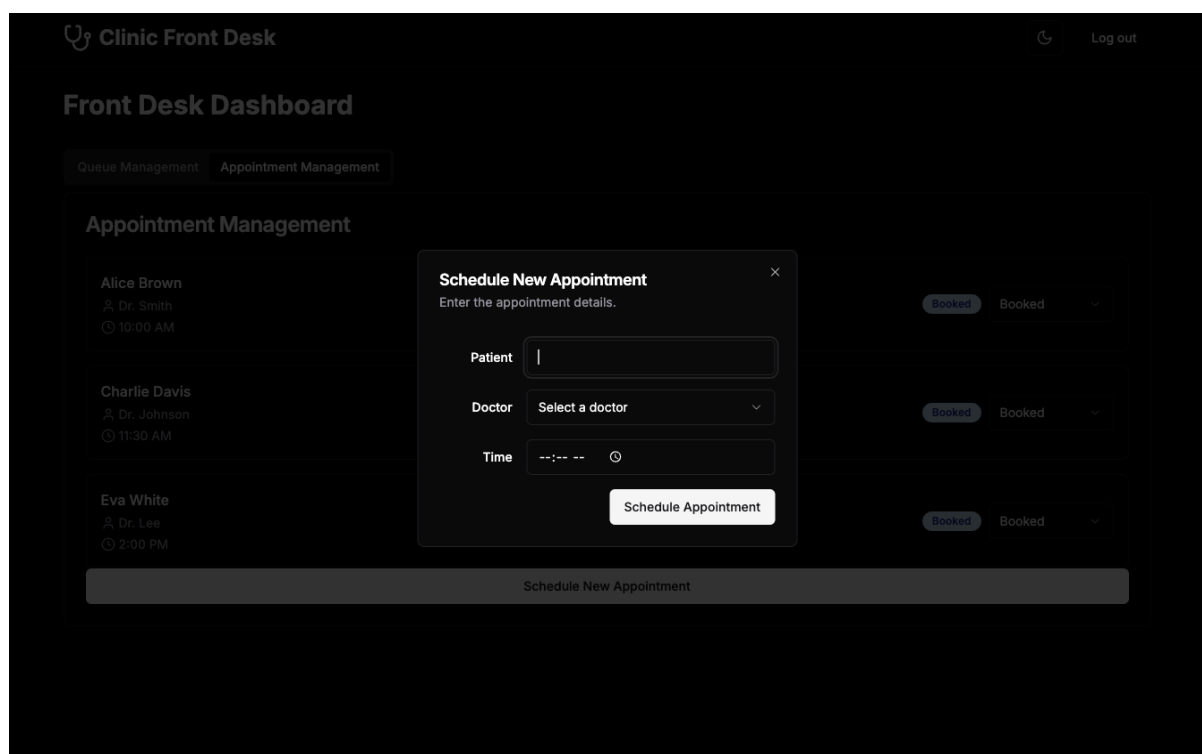 Clinic Front Desk
Log out
Front Desk Dashboard
Queue Management Appointment Management
Appointment Management
Alice Brown
Dr. Smith
10:00 AM
Booked Booked
Charlie Davis
Dr. Johnson
11:30 AM
Booked Booked
Eva White
Dr. Lee
2:00 PM
Booked Booked
Schedule New Appointment
Schedule New Appointment
Enter the appointment details.
Patient
Doctor Select a doctor
Time --:-- --
Schedule Appointment